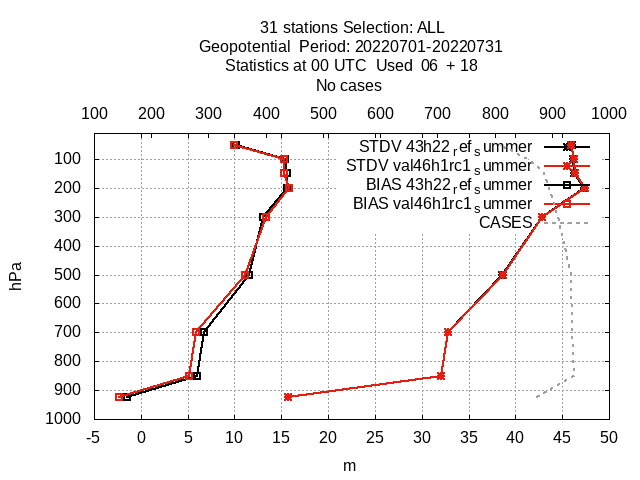 31 stations Selection: ALL
Geopotential  Period: 20220701-20220731
Statistics at 00 UTC  Used  06  + 18
No cases
100 200 300 400 500 600 700 800 900 1000
STDV 43h22_ref_summer
STDV val46h1rc1_summer
BIAS 43h22_ref_summer
BIAS val46h1rc1_summer
CASES
hPa
100
200
300
400
500
600
700
800
900
1000
-5 0 5 10 15 20 25 30 35 40 45 50
m